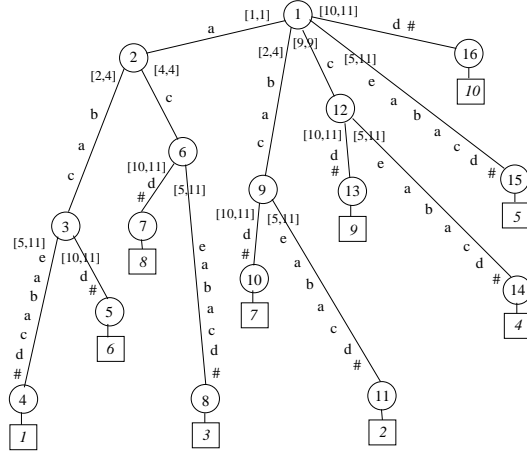 a [1,1] 1 [10,11] d #
2 [2,4] [9,9] [5,11] 16
[2,4] [4,4] b c e 10
b c a 12 a
a 6 c [10,11] [5,11] b
c [10,11] [5,11] d # e a
d # 9 13 a c d # 15
3 7 [10,11] [5,11] 9 b 5
[5,11] [10,11] 8 e d # e a
e d # a a c
a 5 b 10 b d #
b 6 a 7 a 14
a c c 4
c d # d #
d #
4 8 11
1 3 2